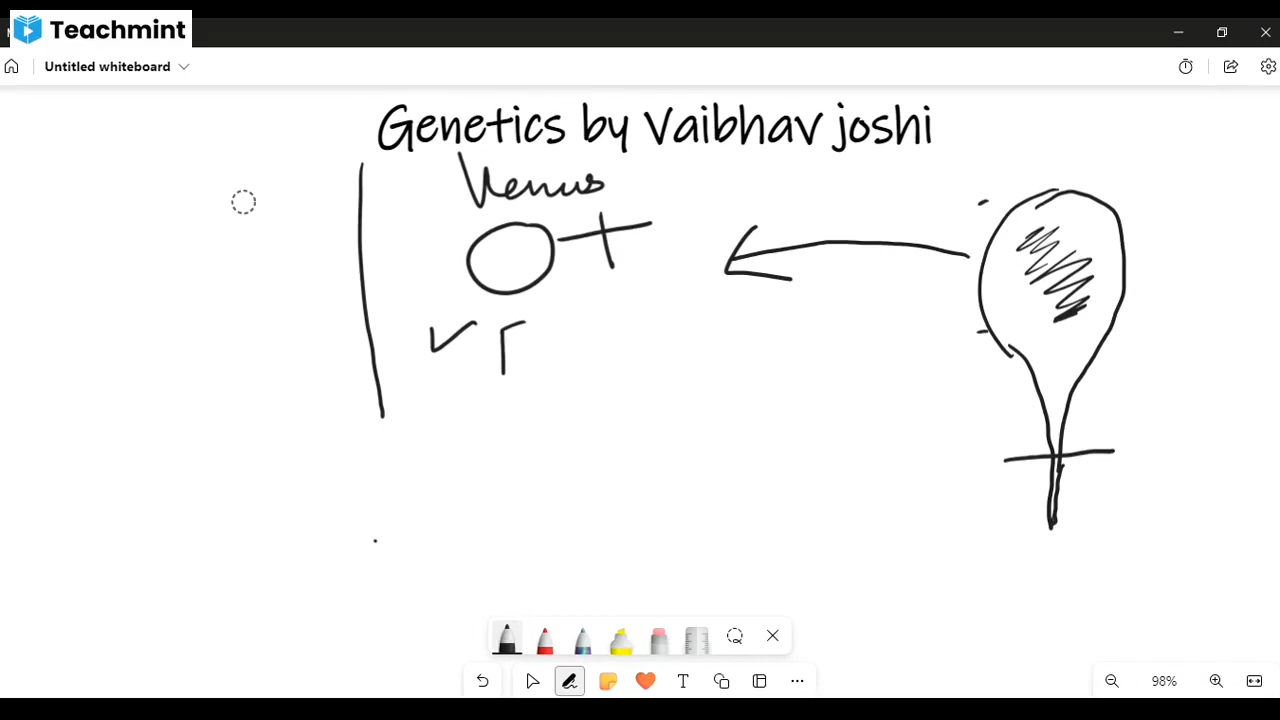 Teachmint
Untitled whiteboard
Genetics by Vaibhav joshi
Venus
98%